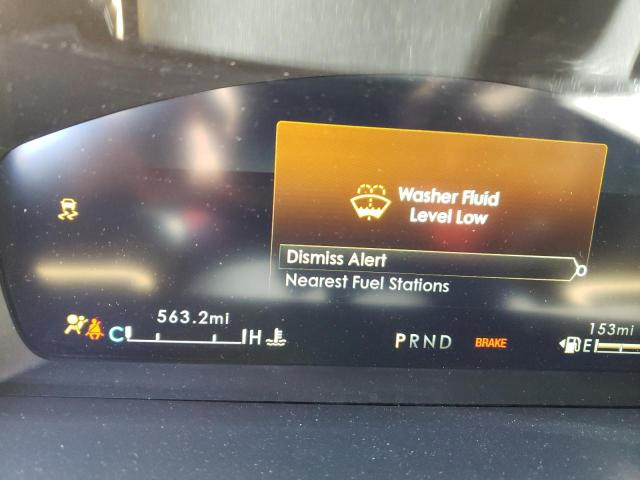 Washer Fluid
Level Low
Dismiss Alert
Nearest Fuel Stations
563.2mi
C H
PRND
BRAKE
153mi
E